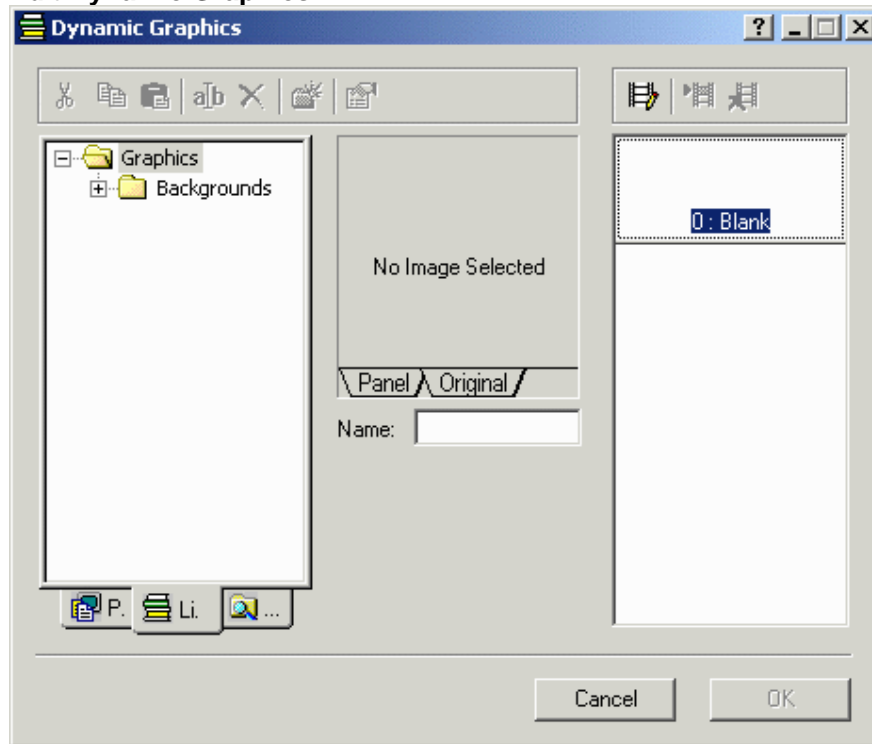 Dynamic Graphics
Graphics
Backgrounds
No Image Selected
0 : Blank
Panel
Original
Name:
P.
Li.
...
Cancel
OK